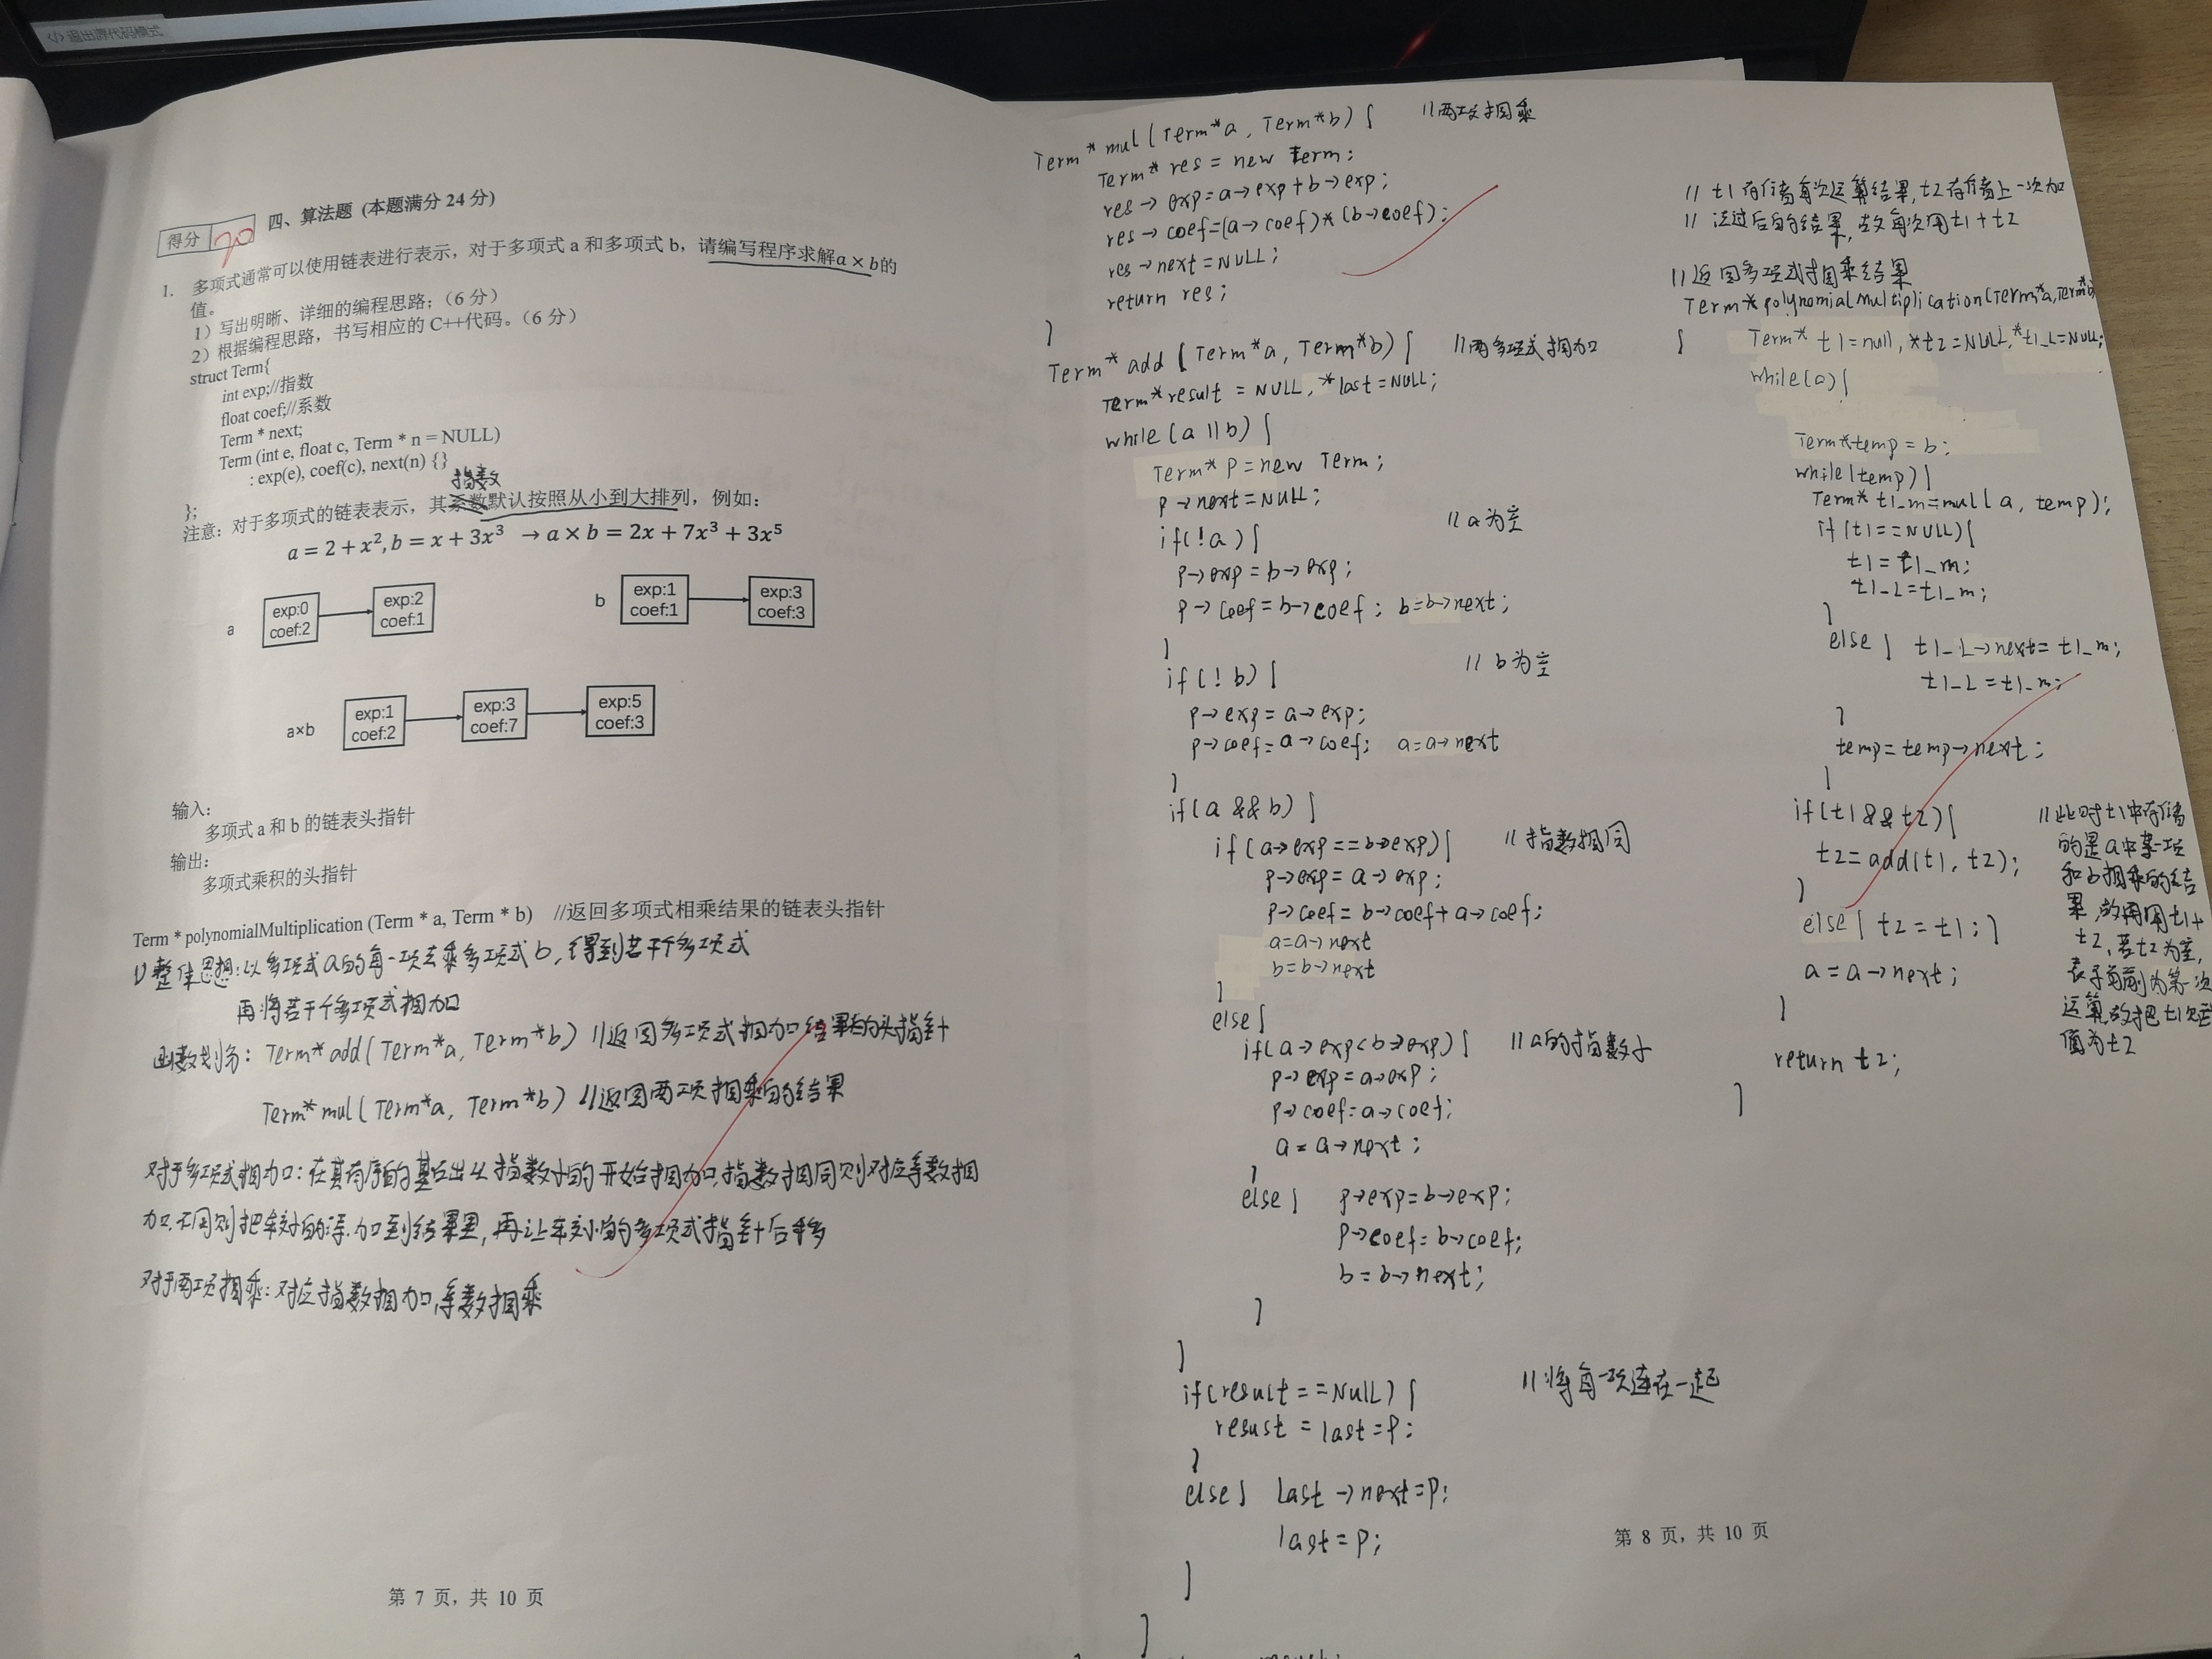 退出源代码模式
得分 20
四、算法题（本题满分 24 分）
1. 多项式通常可以使用链表进行表示，对于多项式 a 和多项式 b，请编写程序求解a × b的
值。
1）写出明晰、详细的编程思路；（6 分）
2）根据编程思路，书写相应的 C++代码。（6 分）
struct Term{
int exp;//指数
float coef;//系数
Term * next;
Term (int e, float c, Term * n = NULL)
: exp(e), coef(c), next(n) {}
};
指数
注意：对于多项式的链表表示，其系数默认按照从小到大排列，例如：
a = 2 + x², b = x + 3x³ → a × b = 2x + 7x³ + 3x⁵
a
exp:0
coef:2
exp:2
coef:1
b
exp:1
coef:1
exp:3
coef:3
a×b
exp:1
coef:2
exp:3
coef:7
exp:5
coef:3
输入：
多项式 a 和 b 的链表头指针
输出：
多项式乘积的头指针
Term * polynomialMultiplication (Term * a, Term * b) //返回多项式相乘结果的链表头指针
1) 整体思想：以多项式a的每一项去乘多项式b，得到若干个多项式
再将若干个多项式相加
函数划分： Term* add(Term*a, Term*b) //返回多项式相加结果的头指针
Term* mul(Term*a, Term*b) //返回两项相乘的结果
对于多项式相加：在其有序的基础上从指数小的开始相加，指数相同则对应系数相
加，不同则把较小的添加到结果里，再让较小的多项式指针后移
对于两项相乘：对应指数相加，系数相乘
第 7 页，共 10 页
Term* mul(Term*a, Term*b){ //两项相乘
Term* res = new Term;
res→exp=a→exp+b→exp;
res→coef=(a→coef)*(b→coef);
res→next=NULL;
return res;
}
Term* add(Term*a, Term*b){ //两多项式相加
Term*result = NULL, *last=NULL;
while(a||b){
Term* P=new Term;
p→next=NULL;
if(!a){ //a为空
p→exp=b→exp;
p→coef=b→coef; b=b→next;
}
if(!b){ //b为空
p→exp=a→exp;
p→coef=a→coef; a=a→next
}
if(a&&b){
if(a→exp==b→exp){ //指数相同
p→exp=a→exp;
p→coef=b→coef+a→coef;
a=a→next
b=b→next
}
else{
if(a→exp<b→exp){ //a的指数小
p→exp=a→exp;
p→coef=a→coef;
a=a→next;
}
else{ p→exp=b→exp;
p→coef=b→coef;
b=b→next;
}
}
if(result==NULL){ //将每一项连在一起
resust=last=P;
}
else{ last→next=P;
last=P;
}
}
// t1存储每次运算结果，t2存储上一次加
// 法过后的结果，故每次用t1+t2
//返回多项式相乘结果
Term*polynomialMultiplication(Term*a,Term*b)
{ Term* t1=null, *t2=NULL,*t1_L=NULL;
while(a){
Term*temp=b;
while(temp){
Term* t1_m=mul(a, temp);
if(t1==NULL){
t1=t1_m;
t1_L=t1_m;
}
else{ t1_L→next=t1_m;
t1_L=t1_m;
}
temp=temp→next;
}
if(t1&&t2){
t2=add(t1, t2);
}
else{ t2=t1;}
a=a→next;
}
return t2;
}
//此时t1中存储
的是a中某一项
和b相乘的结
果，故再用t1+
t2，若t2为空，
表示目前为第一次
运算，故把t1赋
值为t2
第 8 页，共 10 页